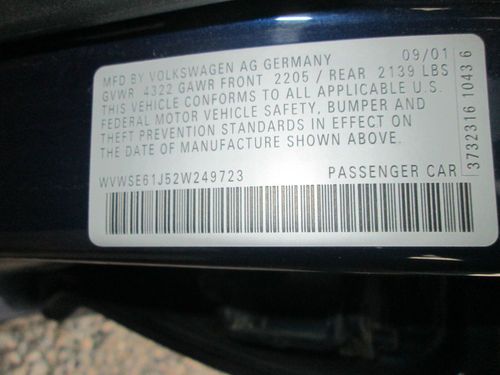 MFD BY VOLKSWAGEN AG GERMANY 09/01
GVWR 4322 GAWR FRONT 2205 / REAR 2139 LBS
THIS VEHICLE CONFORMS TO ALL APPLICABLE U.S.
FEDERAL MOTOR VEHICLE SAFETY, BUMPER AND
THEFT PREVENTION STANDARDS IN EFFECT ON
THE DATE OF MANUFACTURE SHOWN ABOVE.
WVWSE61J52W249723 PASSENGER CAR
3732316 10436